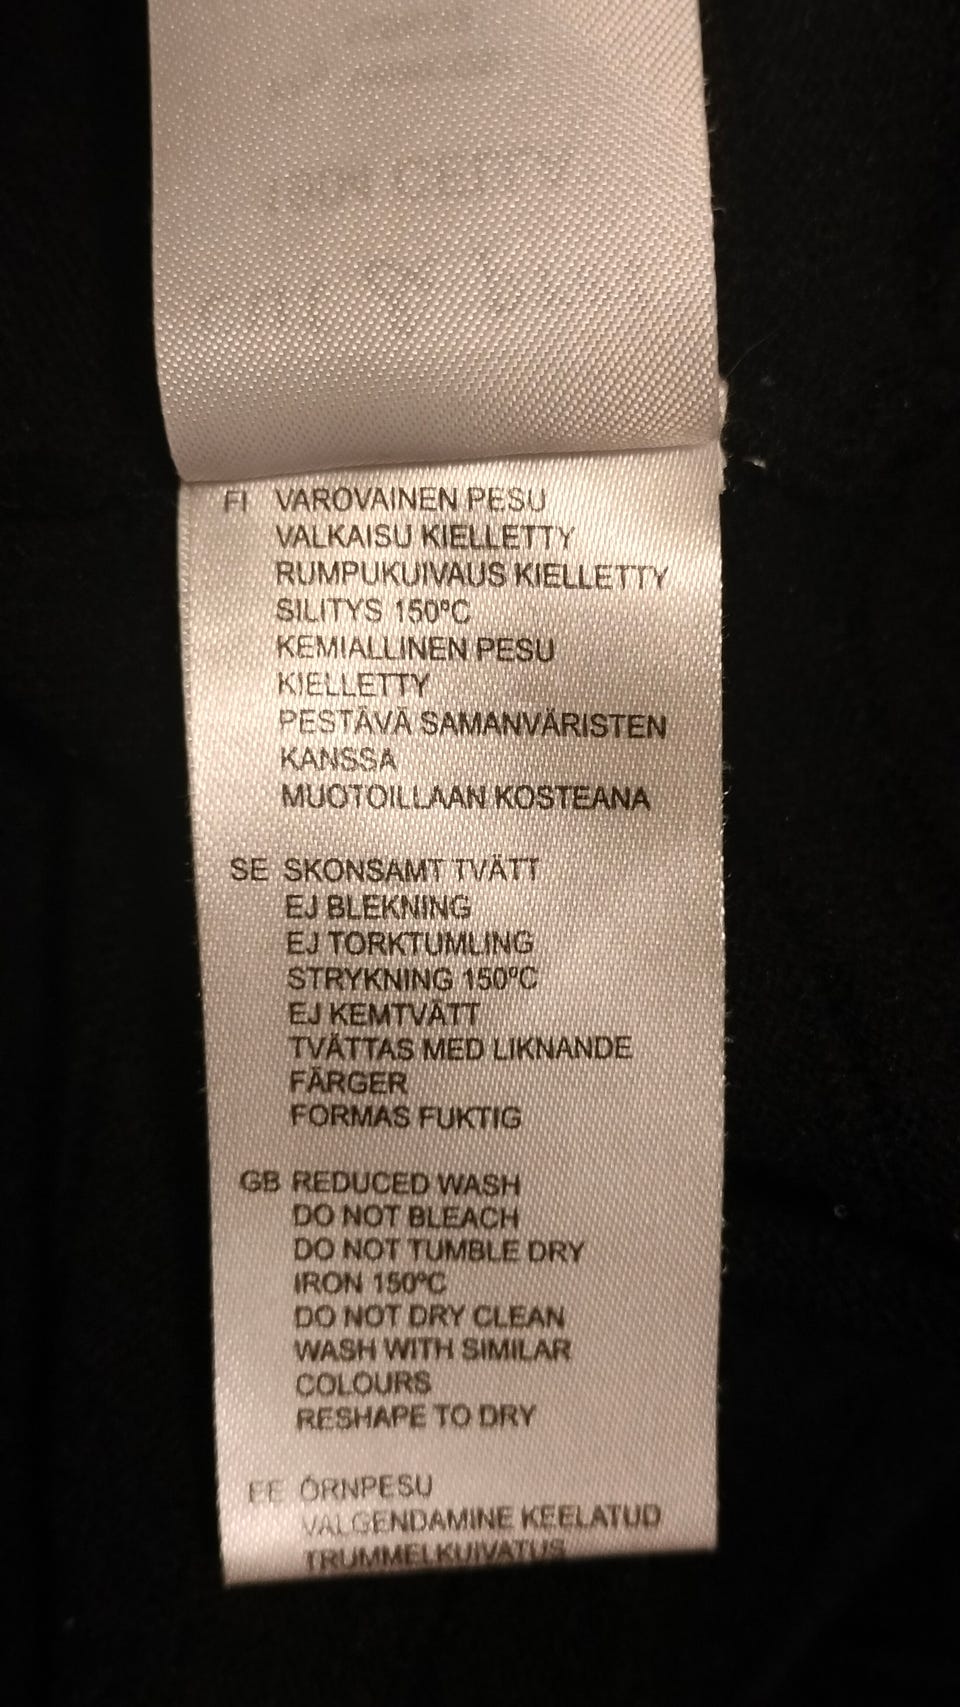 FI VAROVAINEN PESU
VALKAISU KIELLETTY
RUMPUKUIVAUS KIELLETTY
SILITYS 150ºC
KEMIALLINEN PESU
KIELLETTY
PESTÄVÄ SAMANVÄRISTEN
KANSSA
MUOTOILLAAN KOSTEANA
SE SKONSAMT TVÄTT
EJ BLEKNING
EJ TORKTUMLING
STRYKNING 150ºC
EJ KEMTVÄTT
TVÄTTAS MED LIKNANDE
FÄRGER
FORMAS FUKTIG
GB REDUCED WASH
DO NOT BLEACH
DO NOT TUMBLE DRY
IRON 150ºC
DO NOT DRY CLEAN
WASH WITH SIMILAR
COLOURS
RESHAPE TO DRY
EE ÕRNPESU
VALGENDAMINE KEELATUD
TRUMMELKUIVATUS